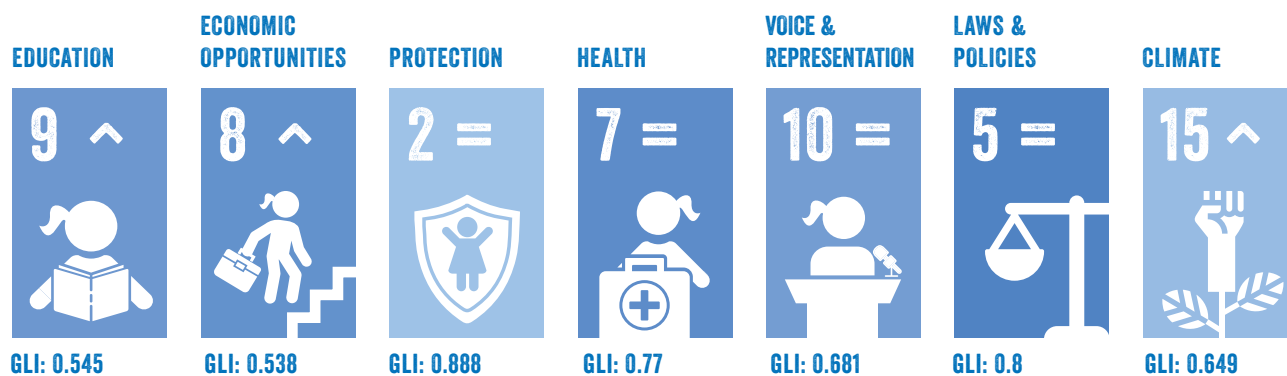 EDUCATION
ECONOMIC
OPPORTUNITIES
PROTECTION
HEALTH
VOICE &
REPRESENTATION
LAWS &
POLICIES
CLIMATE
9 ^
8 ^
2 =
7 =
10 =
5 =
15 ^
GLI: 0.545
GLI: 0.538
GLI: 0.888
GLI: 0.77
GLI: 0.681
GLI: 0.8
GLI: 0.649